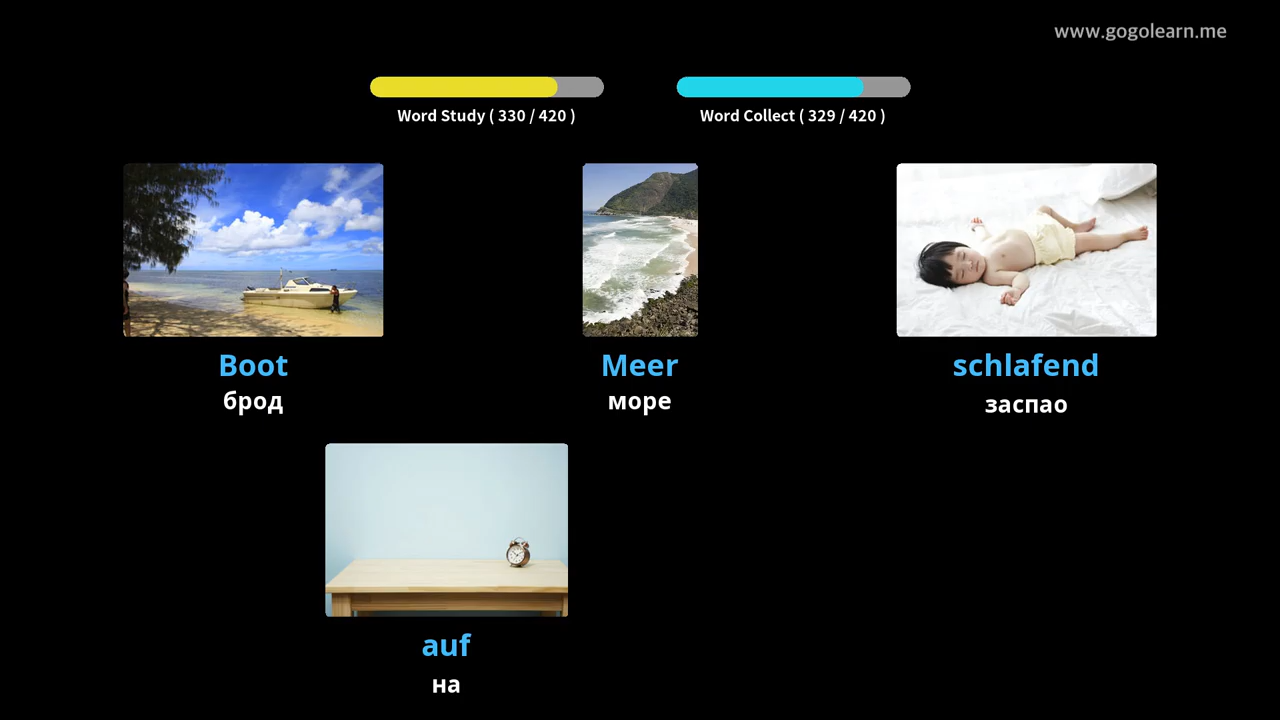 www.gogolearn.me
Word Study ( 330 / 420 )
Word Collect ( 329 / 420 )
Boot
брод
Meer
море
schlafend
заспао
auf
на